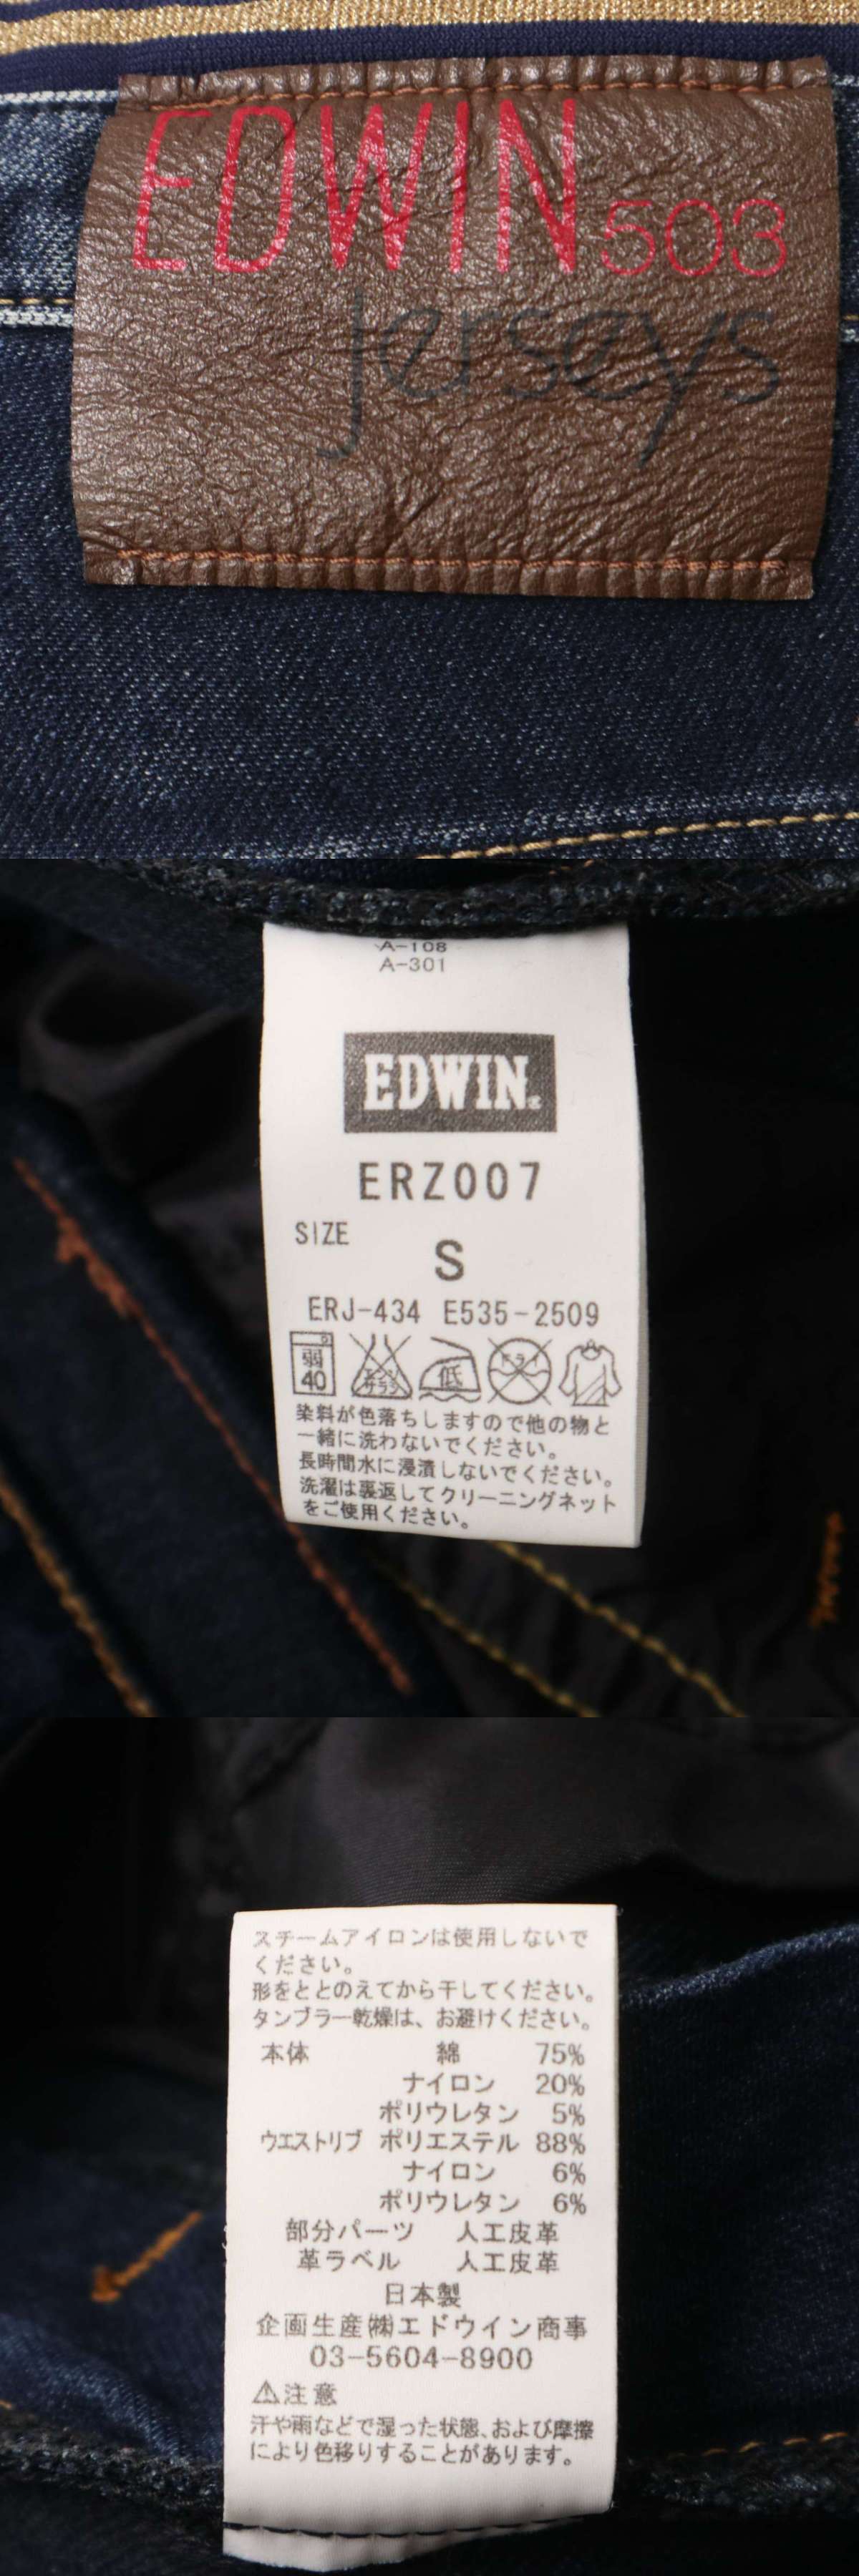 EDWIN 503
jerseys
A-108
A-301
EDWIN
ERZ007
SIZE
S
ERJ-434 E535-2509
弱
40
エンソ
サラシ
低
ドライ
染料が色落ちしますので他の物と
一緒に洗わないでください。
長時間水に浸漬しないでください。
洗濯は裏返してクリーニングネット
をご使用ください。
スチームアイロンは使用しないで
ください。
形をととのえてから干してください。
タンブラー乾燥は、お避けください。
本体 綿 75%
ナイロン 20%
ポリウレタン 5%
ウエストリブ ポリエステル 88%
ナイロン 6%
ポリウレタン 6%
部分パーツ 人工皮革
革ラベル 人工皮革
日本製
企画生産㈱エドウイン商事
03-5604-8900
⚠注意
汗や雨などで湿った状態、および摩擦
により色移りすることがあります。